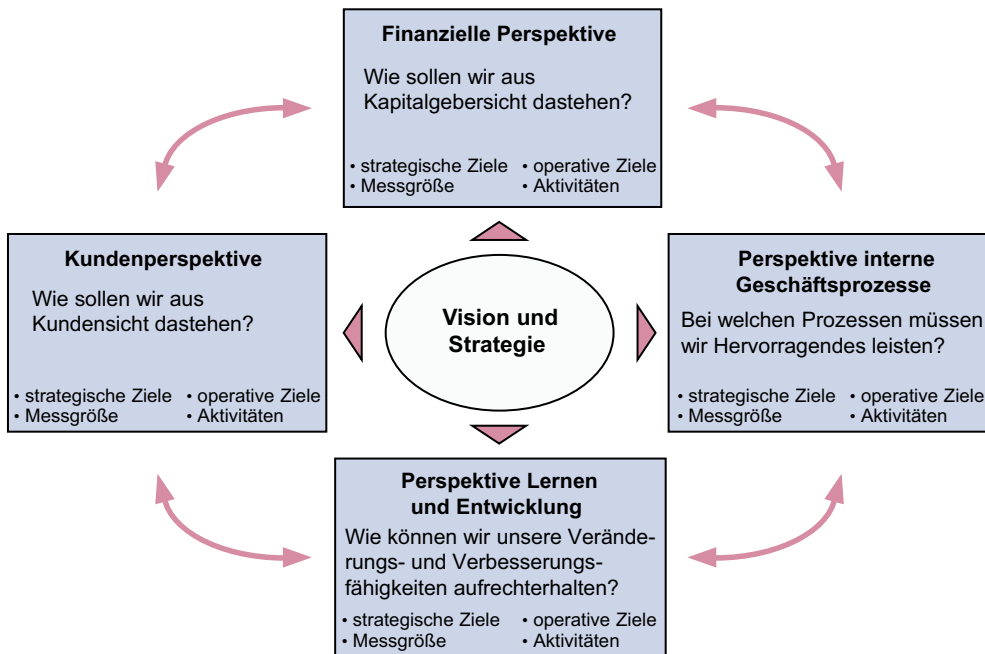 Finanzielle Perspektive
Wie sollen wir aus
Kapitalgebersicht dastehen?
• strategische Ziele • operative Ziele
• Messgröße • Aktivitäten
Kundenperspektive
Wie sollen wir aus
Kundensicht dastehen?
• strategische Ziele • operative Ziele
• Messgröße • Aktivitäten
Vision und
Strategie
Perspektive interne
Geschäftsprozesse
Bei welchen Prozessen müssen
wir Hervorragendes leisten?
• strategische Ziele • operative Ziele
• Messgröße • Aktivitäten
Perspektive Lernen
und Entwicklung
Wie können wir unsere Verände-
rungs- und Verbesserungs-
fähigkeiten aufrechterhalten?
• strategische Ziele • operative Ziele
• Messgröße • Aktivitäten